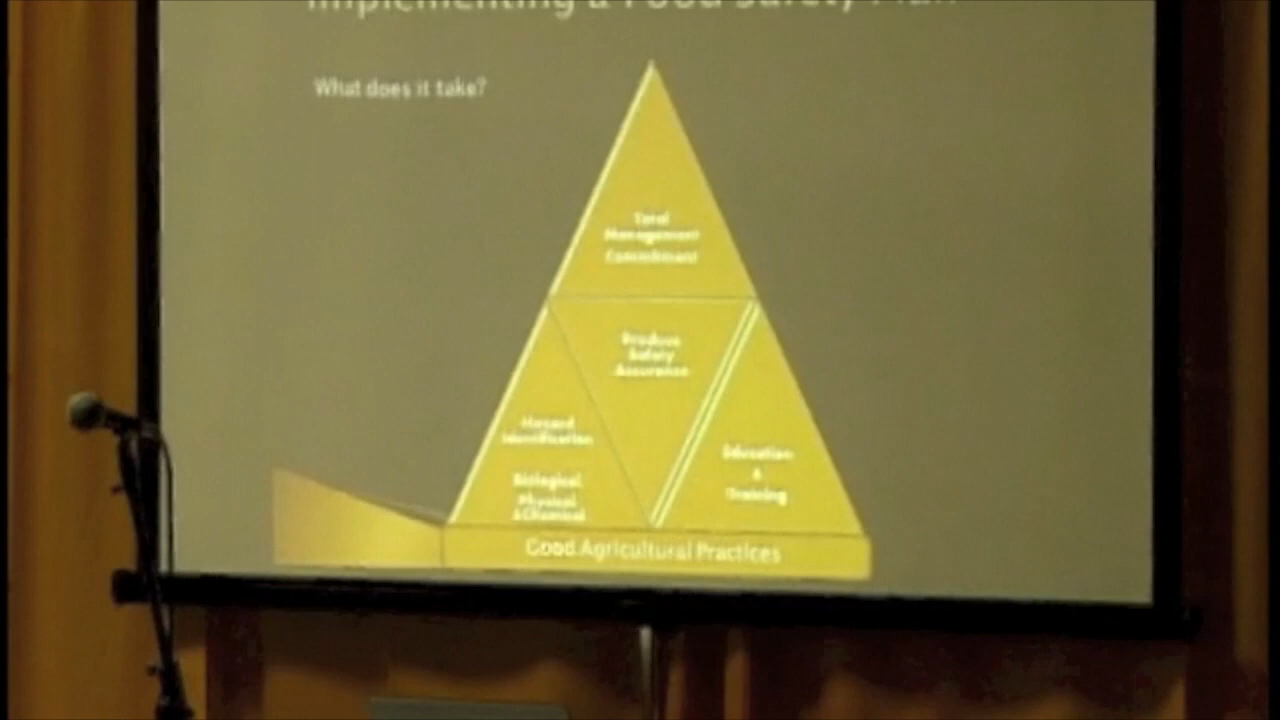 Implementing a Food Safety Plan
What does it take?
Total
Management
Commitment
Produce
Safety
Assurance
Hazard
Identification
Biological,
Physical
&Chemical
Education
&
Training
Good Agricultural Practices